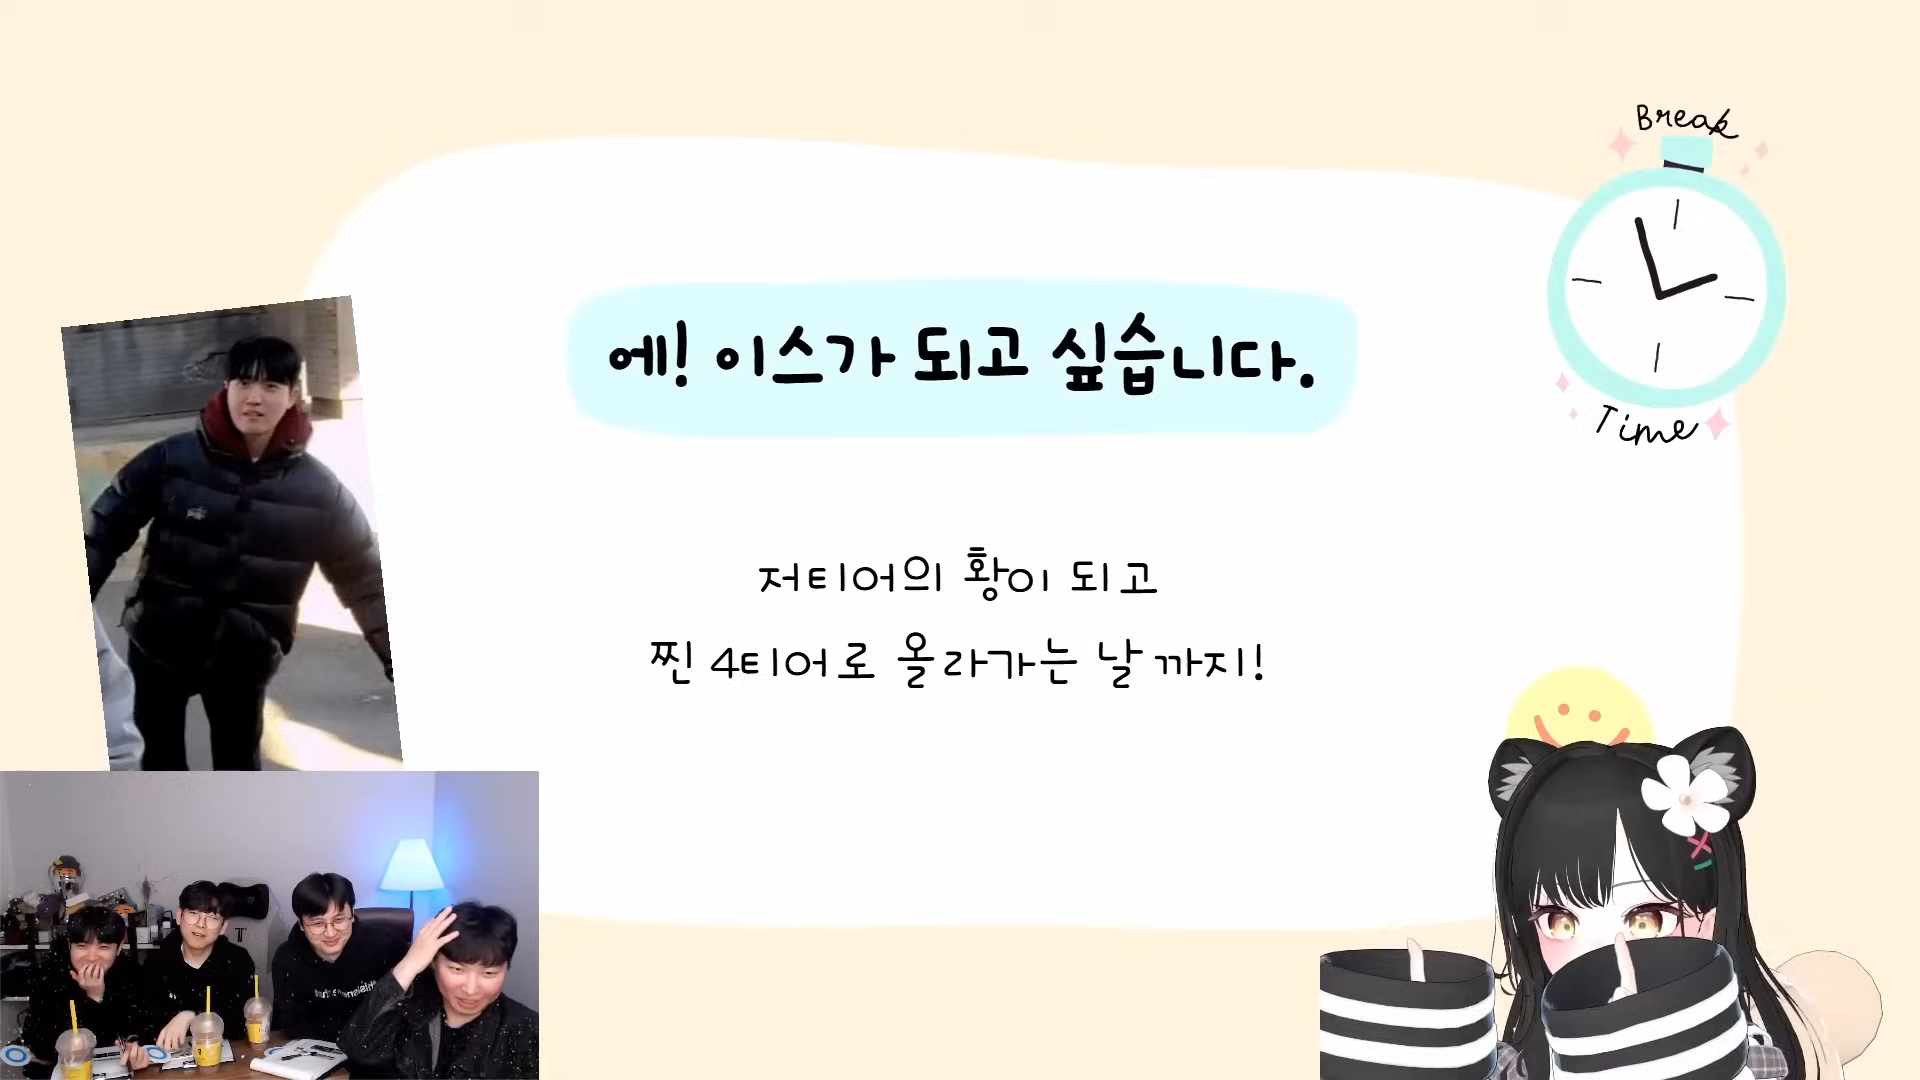 Break
Time
에! 이스가 되고 싶습니다.
저티어의 황이 되고
찐 4티어로 올라가는 날 까지!